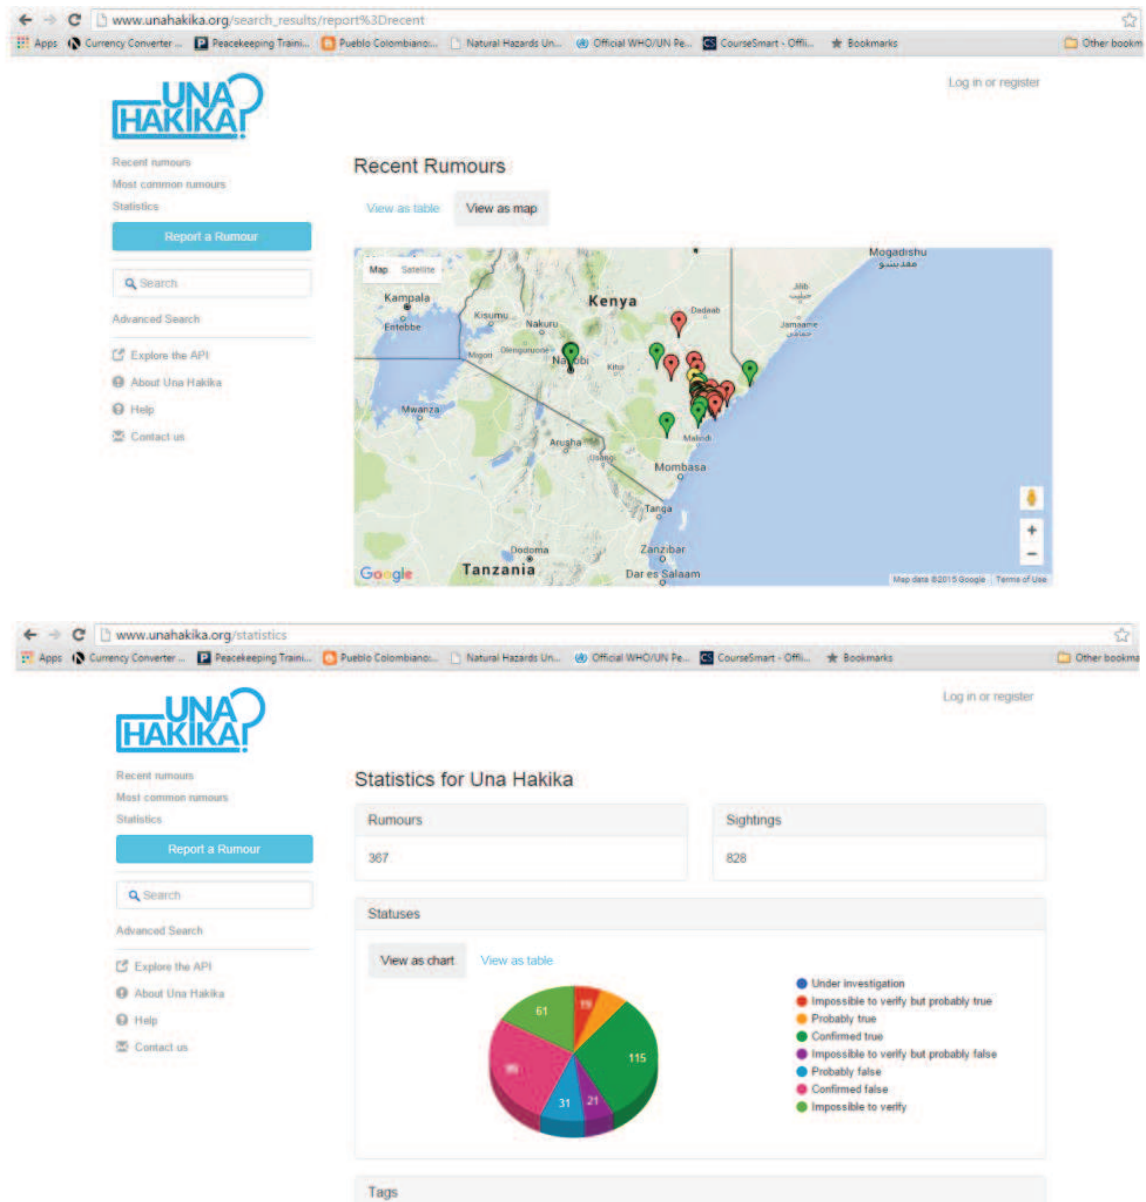 www.unahakika.org/search_results/report%3Drecent
Apps Currency Converter ... Peacekeeping Traini... Pueblo Colombiano:... Natural Hazards Un... Official WHO/UN Pe... CourseSmart - Offi... Bookmarks Other bookm
UNA HAKIKA?
Log in or register
Recent rumours
Most common rumours
Statistics
Report a Rumour
Search
Advanced Search
Explore the API
About Una Hakika
Help
Contact us
Recent Rumours
View as table View as map
Map Satellite
Mogadishu
مقديشو
Kampala
Entebbe
Kisumu
Nakuru
Kenya
Dadaab
Jilib
جلب
Jamaame
Migori
Olenguruone
Kitui
Mwanza
Arusha
Malindi
Mombasa
Tanga
Dodoma
Zanzibar
Tanzania
Dar es Salaam
Google
Map data ©2015 Google Terms of Use
www.unahakika.org/statistics
Apps Currency Converter ... Peacekeeping Traini... Pueblo Colombiano:... Natural Hazards Un... Official WHO/UN Pe... CourseSmart - Offi... Bookmarks Other bookma
UNA HAKIKA?
Log in or register
Recent rumours
Most common rumours
Statistics
Report a Rumour
Search
Advanced Search
Explore the API
About Una Hakika
Help
Contact us
Statistics for Una Hakika
Rumours Sightings
367 828
Statuses
View as chart View as table
61
19
115
21
31
Under investigation
Impossible to verify but probably true
Probably true
Confirmed true
Impossible to verify but probably false
Probably false
Confirmed false
Impossible to verify
Tags